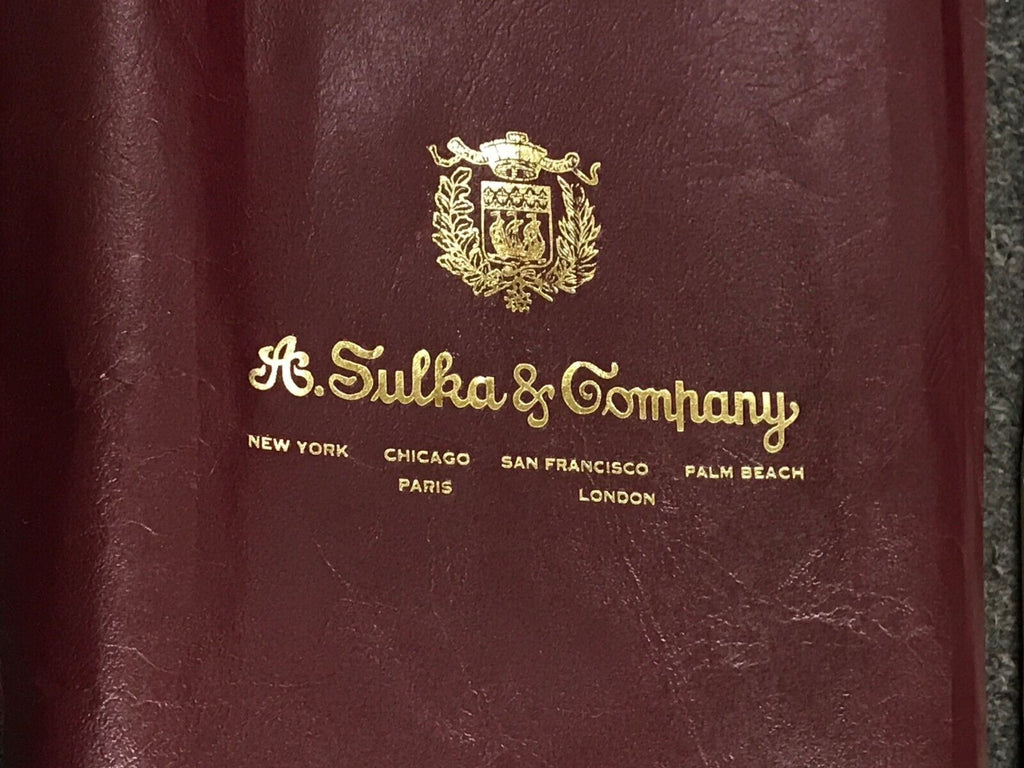 A. Sulka & Company
NEW YORK CHICAGO SAN FRANCISCO PALM BEACH
PARIS LONDON